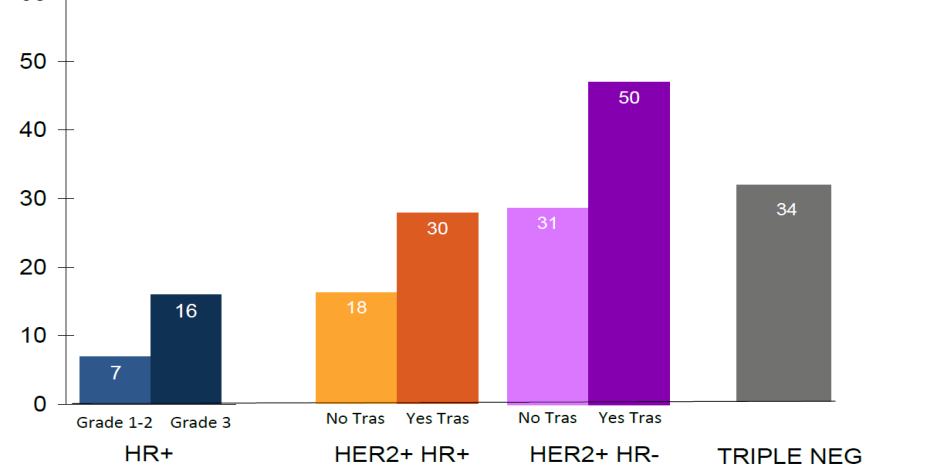 50
40
30
20
10
0
7
16
18
30
31
50
34
Grade 1-2 Grade 3
No Tras Yes Tras
No Tras Yes Tras
HR+
HER2+ HR+
HER2+ HR-
TRIPLE NEG